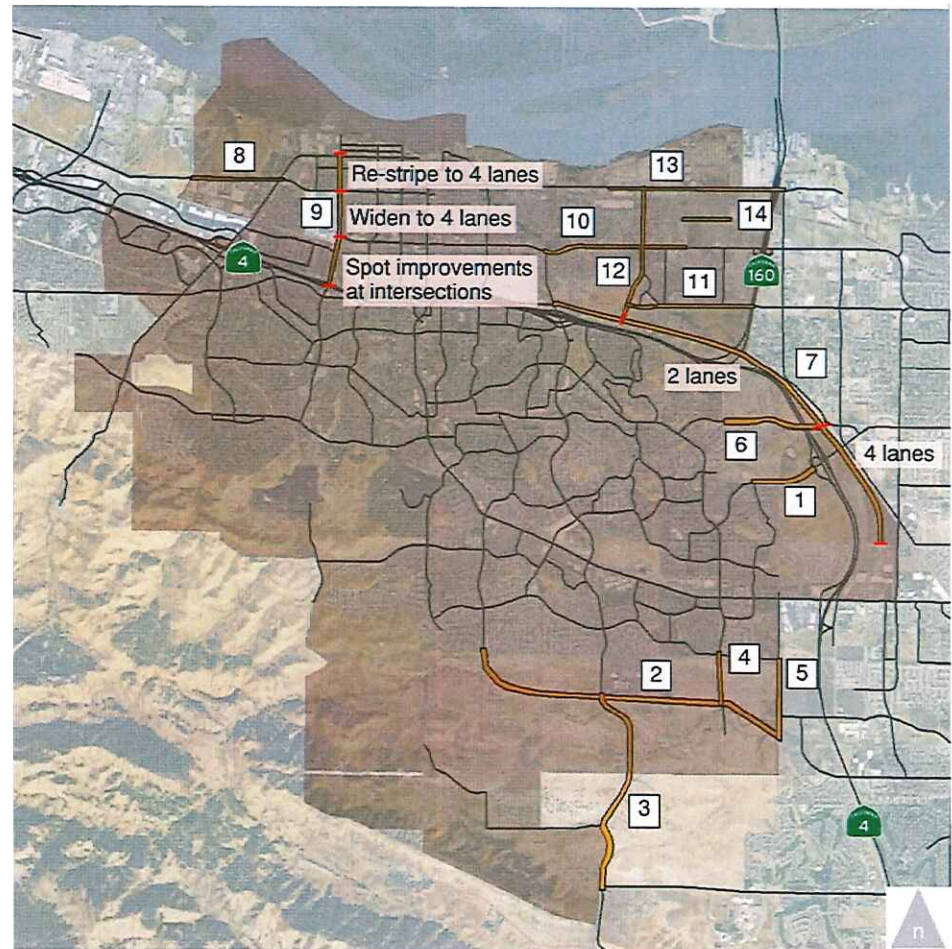 8
13
Re-stripe to 4 lanes
9
Widen to 4 lanes
10
14
4
Spot improvements
at intersections
12
11
160
2 lanes
7
6
4 lanes
1
2
4
5
3
4
n